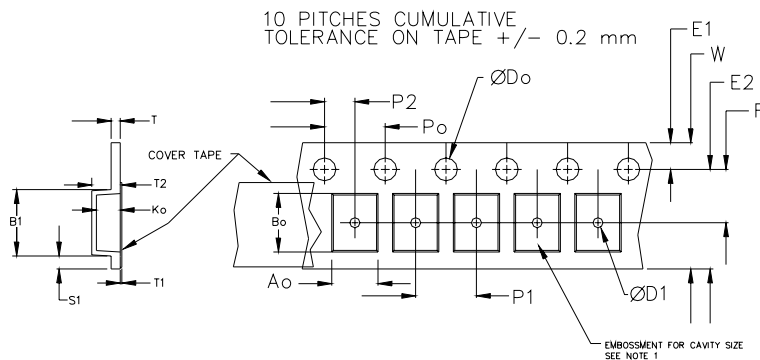 10 PITCHES CUMULATIVE
TOLERANCE ON TAPE +/- 0.2 mm
E1
W
E2
F
ØDo
P2
Po
T
COVER TAPE
T2
Ko
B1
Bo
S1
T1
Ao
P1
ØD1
EMBOSSMENT FOR CAVITY SIZE
SEE NOTE 1